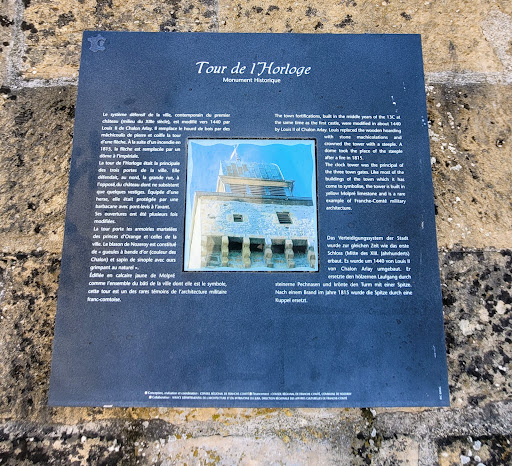 Tour de l'Horloge
Monument Historique
Le système défensif de la ville, contemporain du premier
château (milieu du XIIIe siècle), est modifié vers 1440 par
Louis II de Chalon Arlay. Il remplace le hourd de bois par des
mâchicoulis de pierre et coiffe la tour
d'une flèche. À la suite d'un incendie en
1815, la flèche est remplacée par un
dôme à l'impériale.
La tour de l'Horloge était la principale
des trois portes de la ville. Elle
défendait, au nord, la grande rue, à
l'opposé du château dont ne subsistent
que quelques vestiges. Équipée d'une
herse, elle était protégée par une
barbacane avec pont-levis à l'avant.
Ses ouvertures ont été plusieurs fois
modifiées.
La tour porte les armoiries martelées
des princes d'Orange et celles de la
ville. Le blason de Nozeroy est constitué
de « gueules à bande d'or (couleur des
Chalon) et sapin de sinople avec ours
grimpant au naturel ».
Édifiée en calcaire jaune de Molpré
comme l'ensemble du bâti de la ville dont elle est le symbole,
cette tour est un des rares témoins de l'architecture militaire
franc-comtoise.
The town fortifications, built in the middle years of the 13C at
the same time as the first castle, were modified in about 1440
by Louis II of Chalon Arlay. Louis replaced the wooden hoarding
with stone machicolations and
crowned the tower with a steeple. A
dome took the place of the steeple
after a fire in 1815.
The clock tower was the principal of
the three town gates. Like most of the
buildings of the town which it has
come to symbolise, the tower is built in
yellow Molpré limestone and is a rare
example of Franche-Comté military
architecture.
Das Verteidigungssystem der Stadt
wurde zur gleichen Zeit wie das erste
Schloss (Mitte des XIII. Jahrhunderts)
erbaut. Es wurde um 1440 von Louis II
von Chalon Arlay umgebaut. Er
ersetzte den hölzernen Laufgang durch
steinerne Pechnasen und krönte den Turm mit einer Spitze.
Nach einem Brand im Jahre 1815 wurde die Spitze durch eine
Kuppel ersetzt.